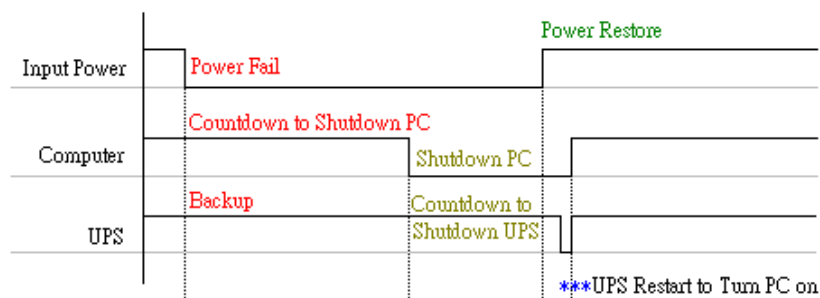 Power Restore
Input Power
Power Fail
Countdown to Shutdown PC
Computer
Shutdown PC
Backup
Countdown to
Shutdown UPS
UPS
***UPS Restart to Turn PC on